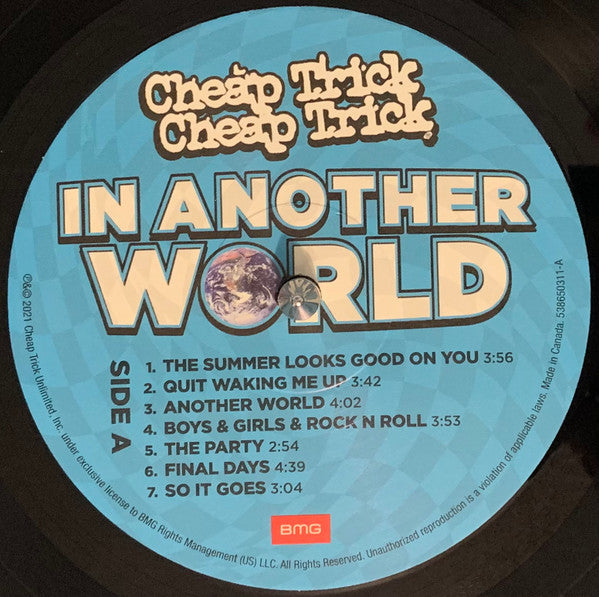 Cheap Trick
Cheap Trick
IN ANOTHER
WORLD
SIDE A
1. THE SUMMER LOOKS GOOD ON YOU 3:56
2. QUIT WAKING ME UP 3:42
3. ANOTHER WORLD 4:02
4. BOYS & GIRLS & ROCK N ROLL 3:53
5. THE PARTY 2:54
6. FINAL DAYS 4:39
7. SO IT GOES 3:04
BMG
℗&© 2021 Cheap Trick Unlimited, Inc. under exclusive license to BMG Rights Management (US) LLC. All Rights Reserved. Unauthorized reproduction is a violation of applicable laws. Made in Canada. 538650311-A